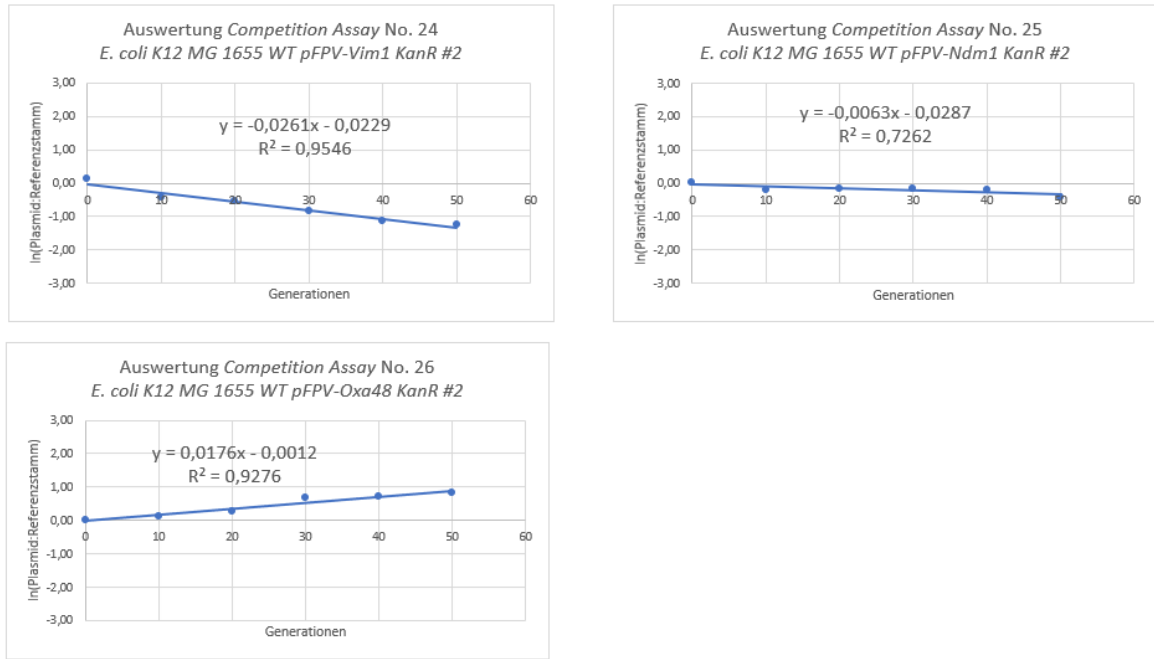 Auswertung Competition Assay No. 24
E. coli K12 MG 1655 WT pFPV-Vim1 KanR #2
ln(Plasmid:Referenzstamm)
3,00
2,00
1,00
0,00
-1,00
-2,00
-3,00
y = -0,0261x - 0,0229
R² = 0,9546
0 10 20 30 40 50 60
Generationen
Auswertung Competition Assay No. 25
E. coli K12 MG 1655 WT pFPV-Ndm1 KanR #2
ln(Plasmid:Referenzstamm)
3,00
2,00
1,00
0,00
-1,00
-2,00
-3,00
y = -0,0063x - 0,0287
R² = 0,7262
0 10 20 30 40 50 60
Generationen
Auswertung Competition Assay No. 26
E. coli K12 MG 1655 WT pFPV-Oxa48 KanR #2
ln(Plasmid:Referenzstamm)
3,00
2,00
1,00
0,00
-1,00
-2,00
-3,00
y = 0,0176x - 0,0012
R² = 0,9276
0 10 20 30 40 50 60
Generationen